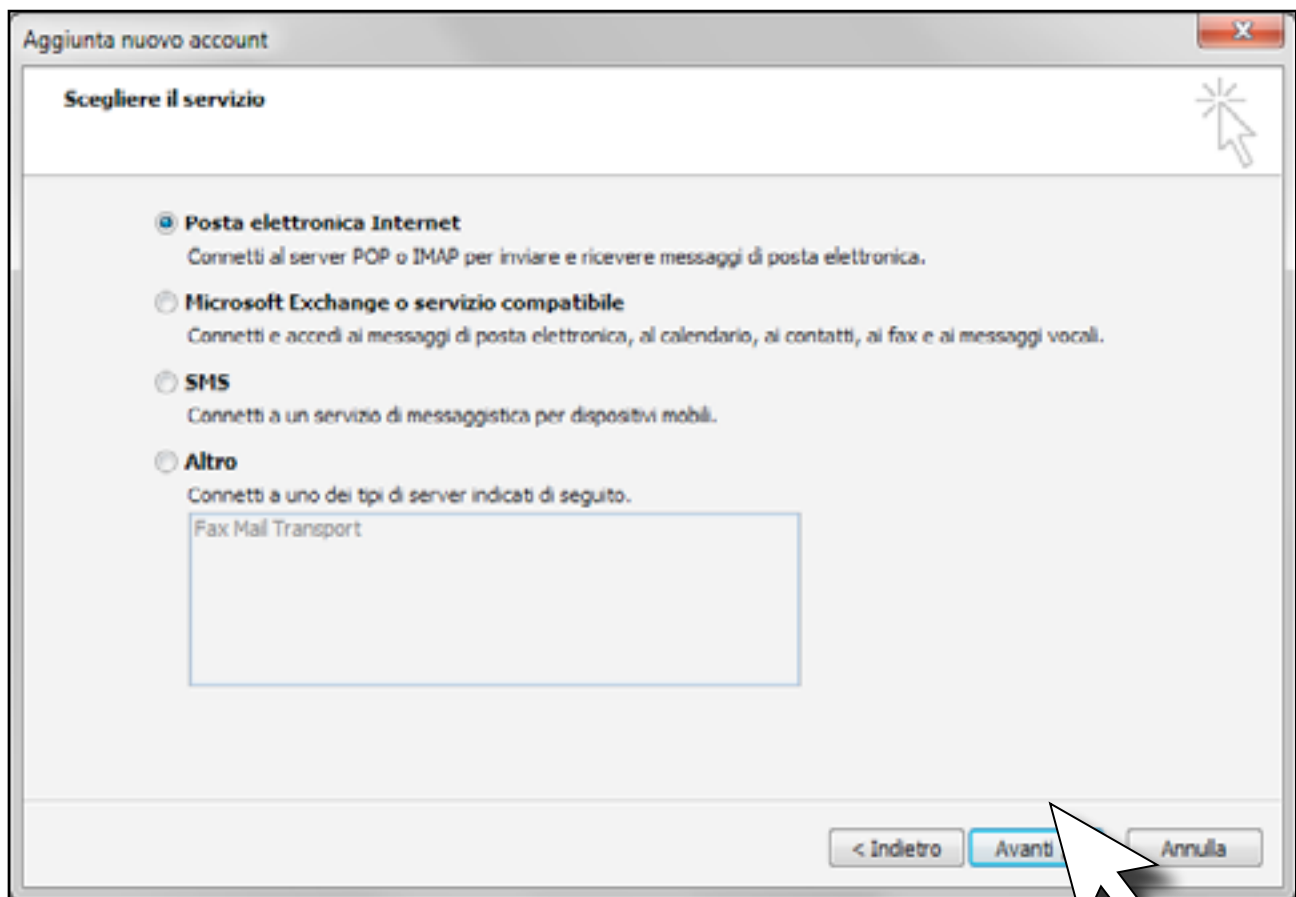 Aggiunta nuovo account
Scegliere il servizio
Posta elettronica Internet
Connetti al server POP o IMAP per inviare e ricevere messaggi di posta elettronica.
Microsoft Exchange o servizio compatibile
Connetti e accedi ai messaggi di posta elettronica, al calendario, ai contatti, ai fax e ai messaggi vocali.
SMS
Connetti a un servizio di messaggistica per dispositivi mobili.
Altro
Connetti a uno dei tipi di server indicati di seguito.
Fax Mail Transport
< Indietro Avanti Annulla